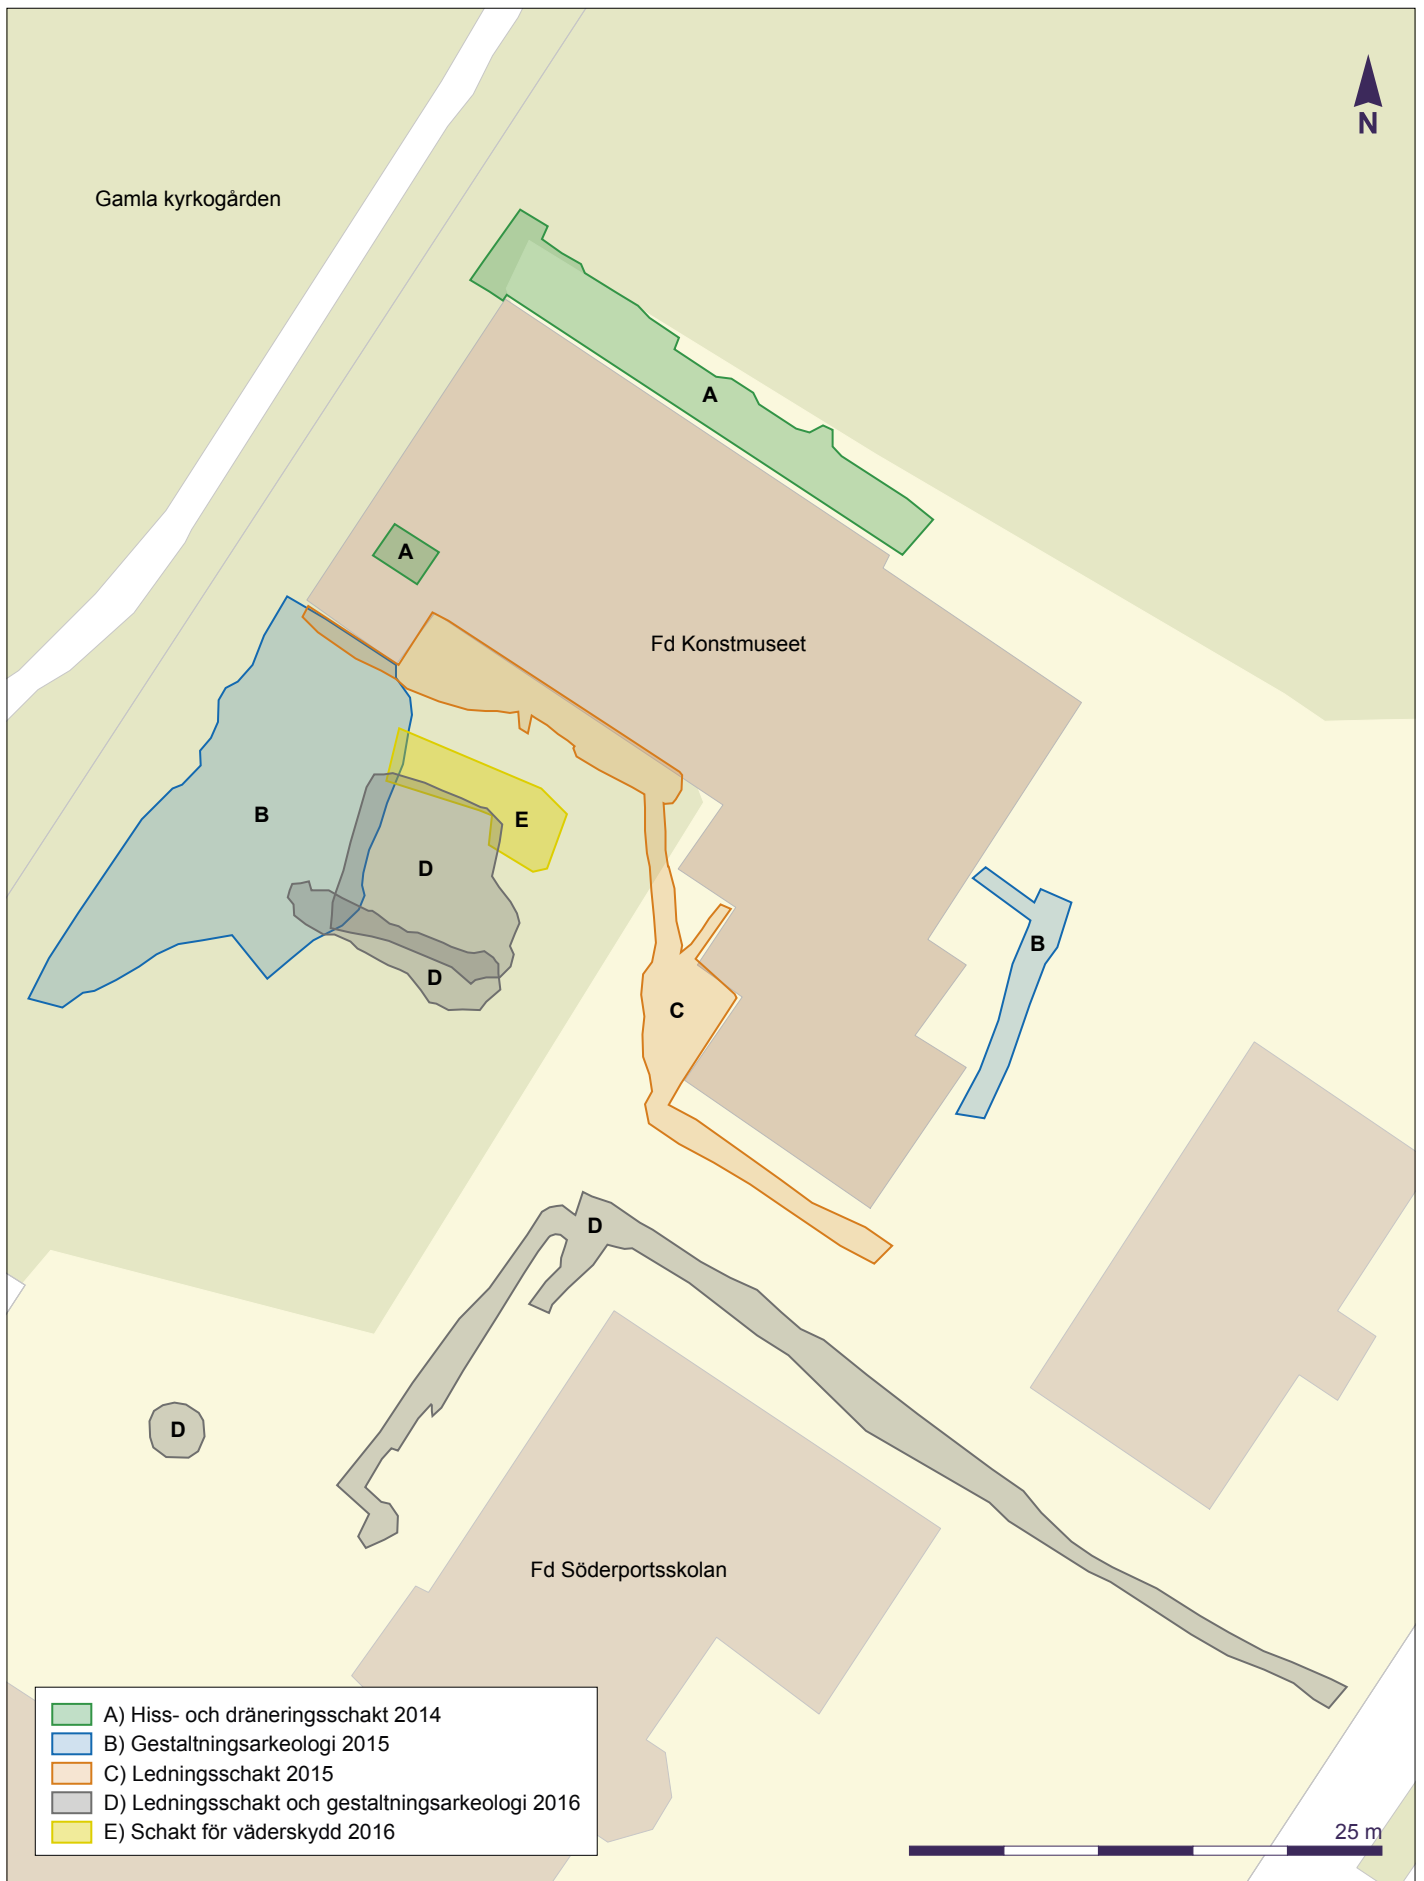 N
Gamla kyrkogården
A
A
Fd Konstmuseet
B
E
D
B
D
C
D
D
Fd Söderportsskolan
A) Hiss- och dräneringsschakt 2014
B) Gestaltningsarkeologi 2015
C) Ledningsschakt 2015
D) Ledningsschakt och gestaltningsarkeologi 2016
E) Schakt för väderskydd 2016
25 m